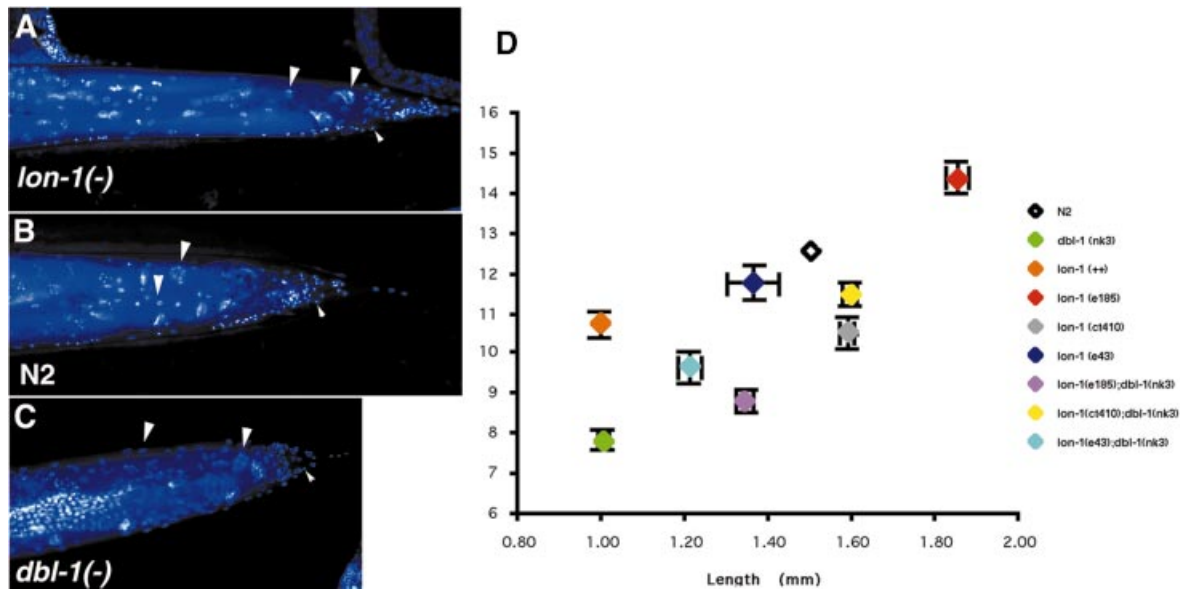 A
lon-1(-)
B
N2
C
dbl-1(-)
D
16
15
14
13
12
11
10
9
8
7
6
0.80 1.00 1.20 1.40 1.60 1.80 2.00
Length (mm)
N2
dbl-1 (nk3)
lon-1 (++)
lon-1 (e185)
lon-1 (ct410)
lon-1 (e43)
lon-1(e185);dbl-1(nk3)
lon-1(ct410);dbl-1(nk3)
lon-1(e43);dbl-1(nk3)